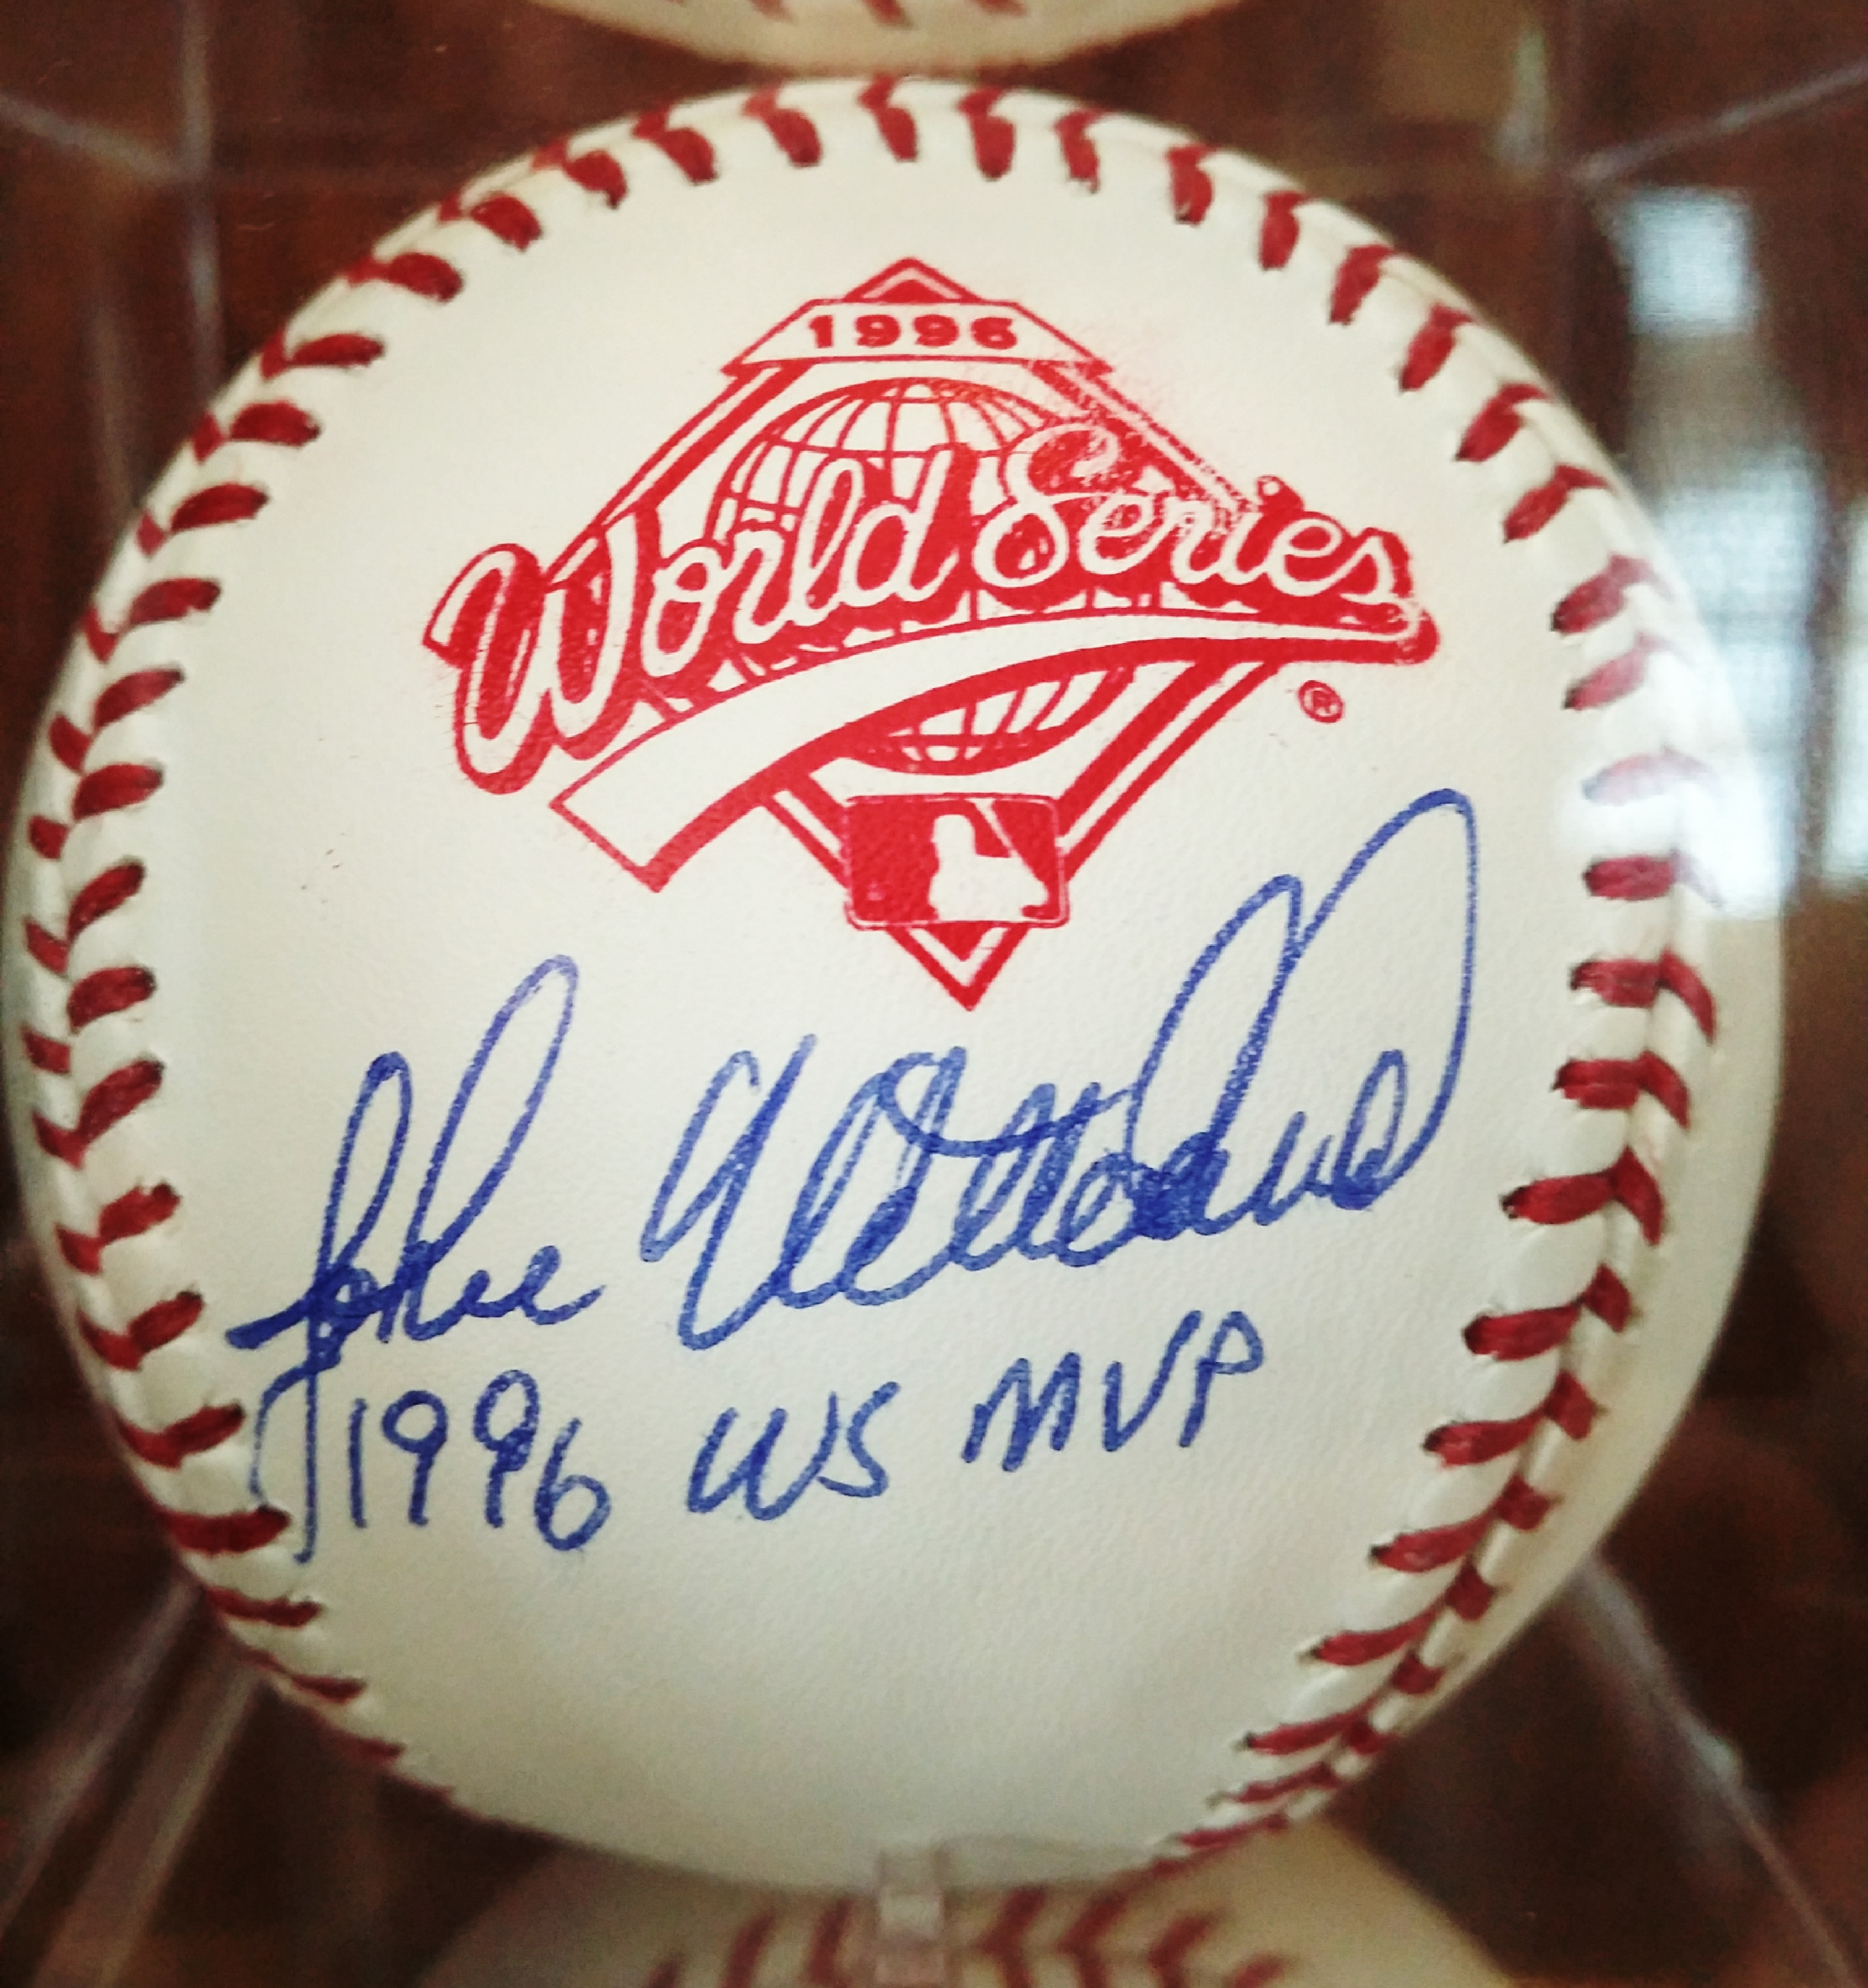 1996
World Series
®
John Wetteland
1996 WS MVP